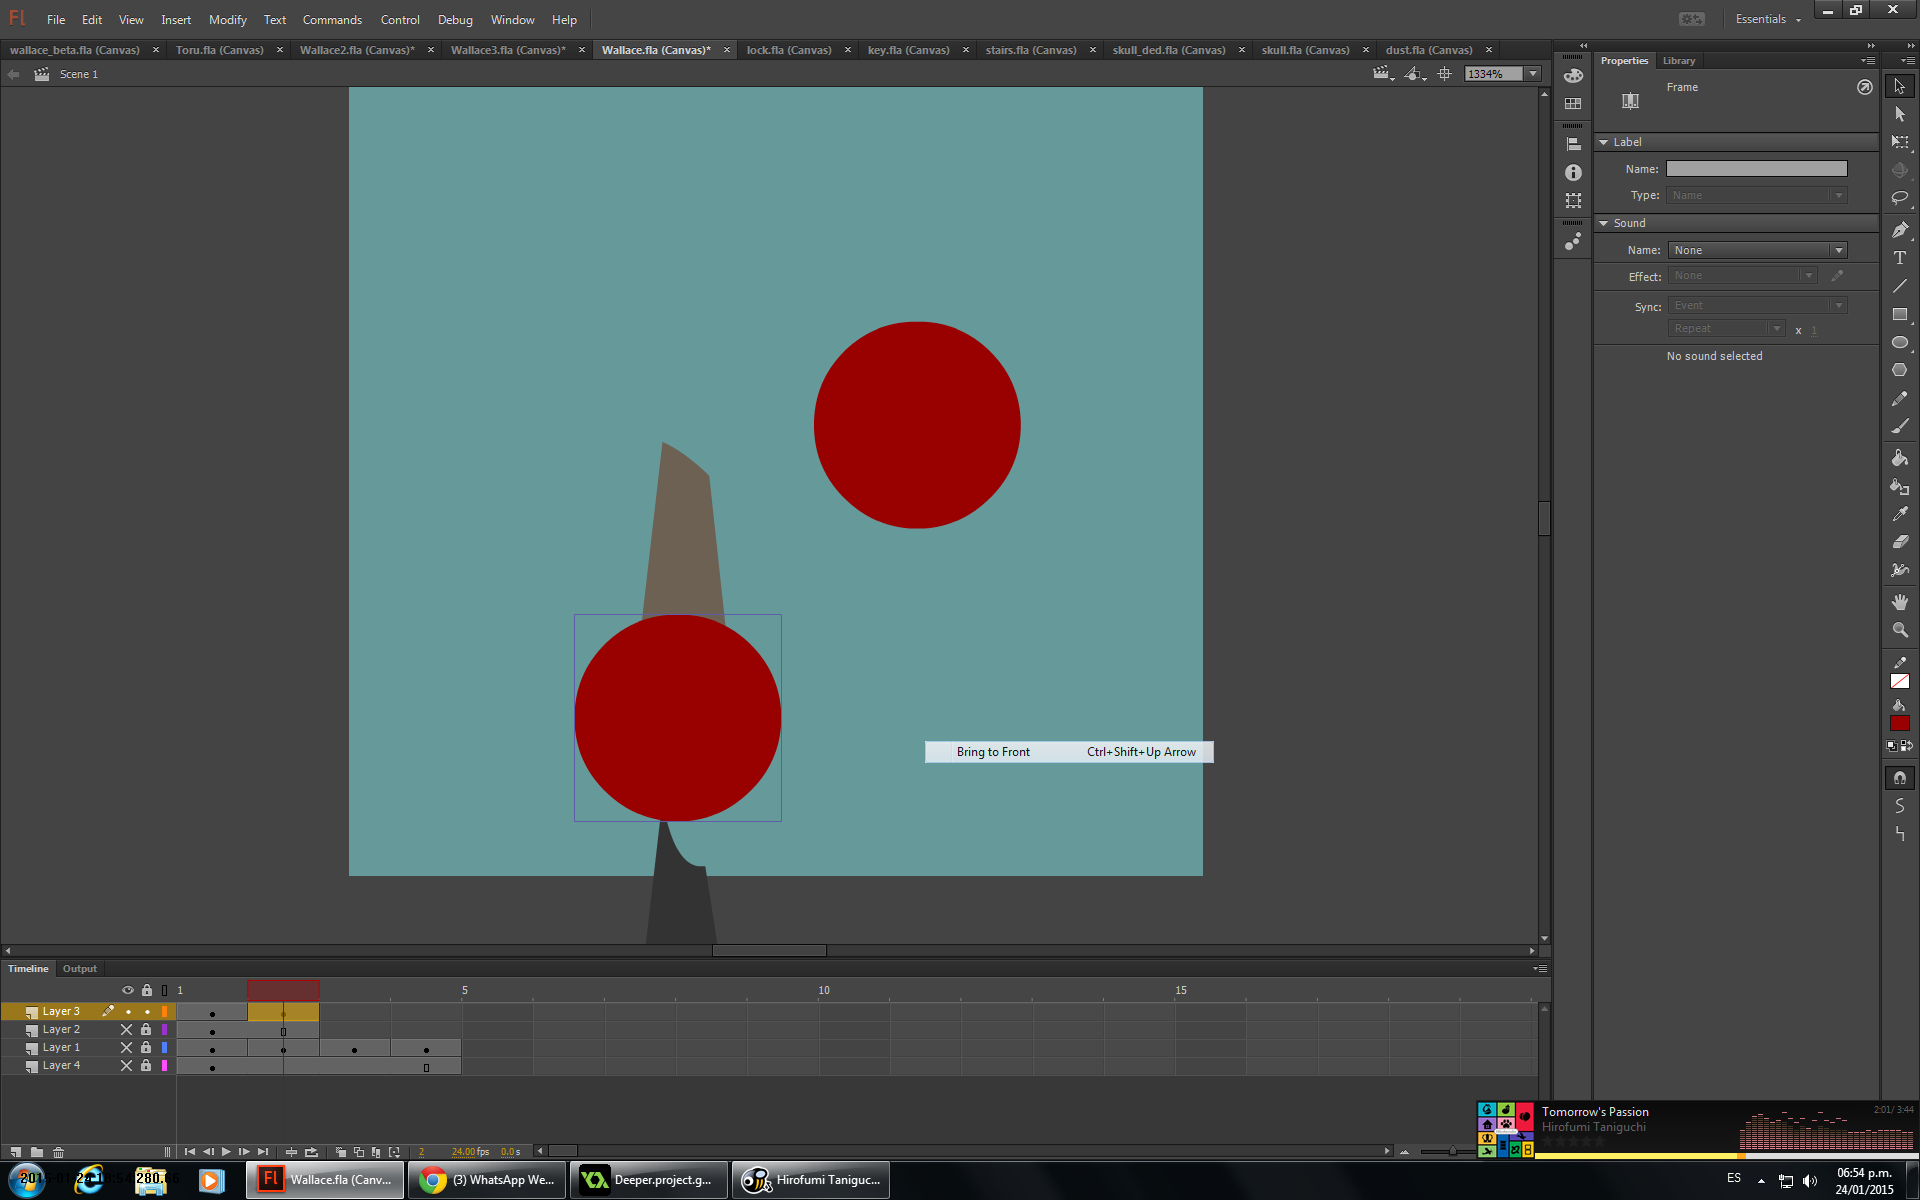 Fl File Edit View Insert Modify Text Commands Control Debug Window Help Essentials
wallace_beta.fla (Canvas) Toru.fla (Canvas) Wallace2.fla (Canvas)* Wallace3.fla (Canvas)* Wallace.fla (Canvas)* lock.fla (Canvas) key.fla (Canvas) stairs.fla (Canvas) skull_ded.fla (Canvas) skull.fla (Canvas) dust.fla (Canvas)
Scene 1 1334%
Properties Library
Frame
Label
Name:
Type: Name
Sound
Name: None
Effect: None
Sync: Event
Repeat x 1
No sound selected
Bring to Front Ctrl+Shift+Up Arrow
Timeline Output
1 5 10 15
Layer 3
Layer 2
Layer 1
Layer 4
2 24.00 fps 0.0 s
Tomorrow's Passion 2:01/ 3:44
Hirofumi Taniguchi
Fl Wallace.fla (Canv... (3) WhatsApp We... Deeper.project.g... Hirofumi Taniguc...
ES 06:54 p.m.
24/01/2015